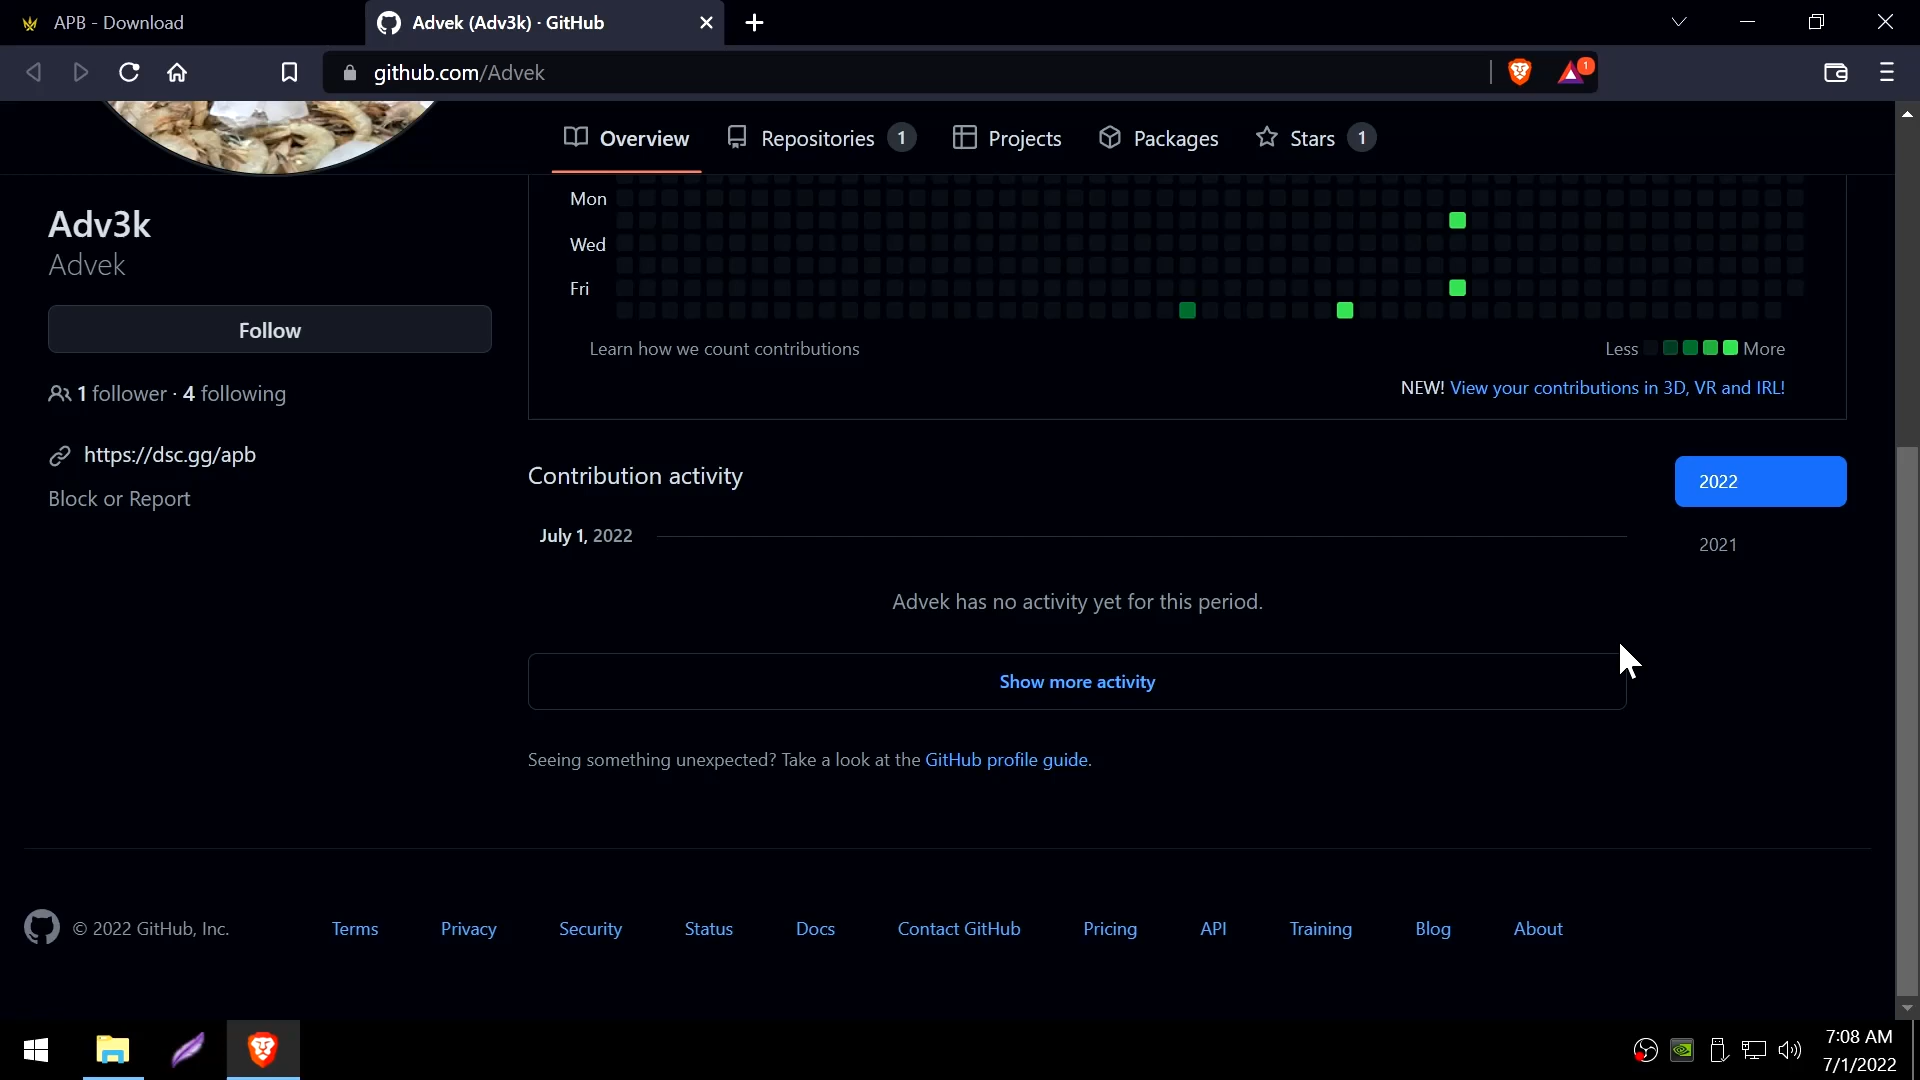 APB - Download
Advek (Adv3k) · GitHub
github.com/Advek
1
Overview
Repositories 1
Projects
Packages
Stars 1
Mon
Wed
Fri
Learn how we count contributions
Less
More
NEW! View your contributions in 3D, VR and IRL!
Adv3k
Advek
Follow
1 follower · 4 following
https://dsc.gg/apb
Block or Report
Contribution activity
2022
2021
July 1, 2022
Advek has no activity yet for this period.
Show more activity
Seeing something unexpected? Take a look at the GitHub profile guide.
© 2022 GitHub, Inc.
Terms
Privacy
Security
Status
Docs
Contact GitHub
Pricing
API
Training
Blog
About
7:08 AM
7/1/2022